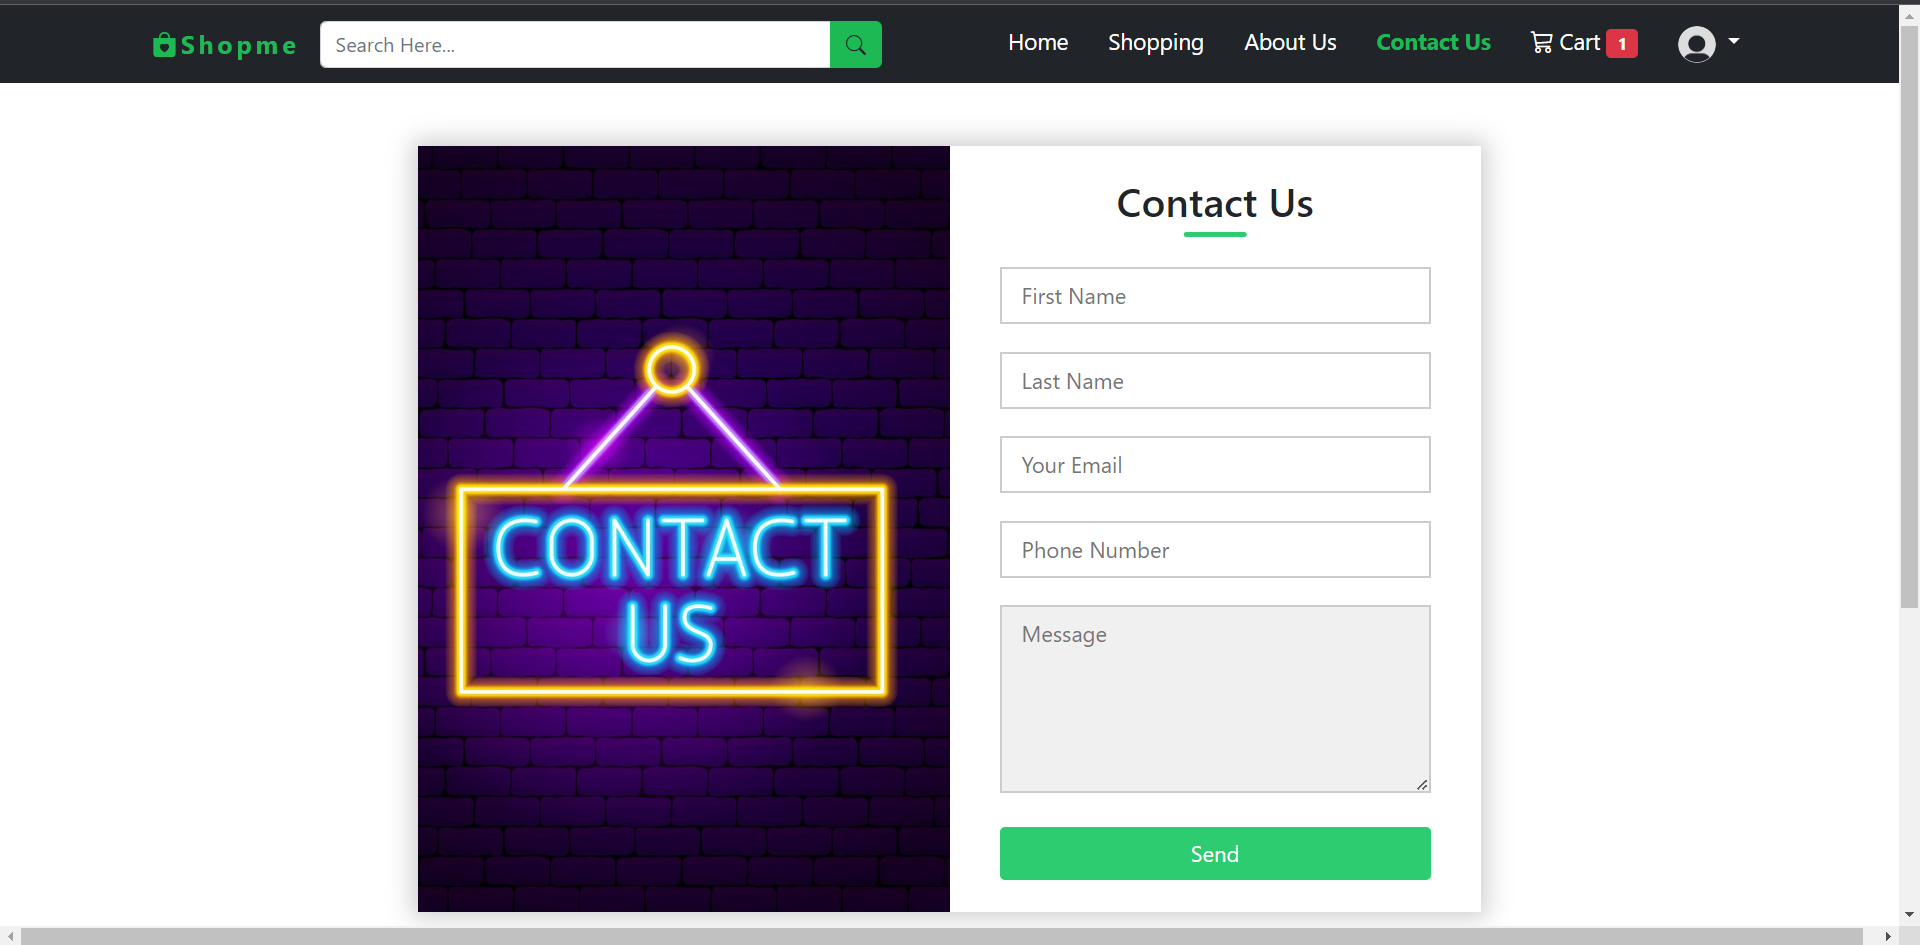 Shopme
Search Here...
Home
Shopping
About Us
Contact Us
Cart 1
CONTACT
US
Contact Us
First Name
Last Name
Your Email
Phone Number
Message
Send